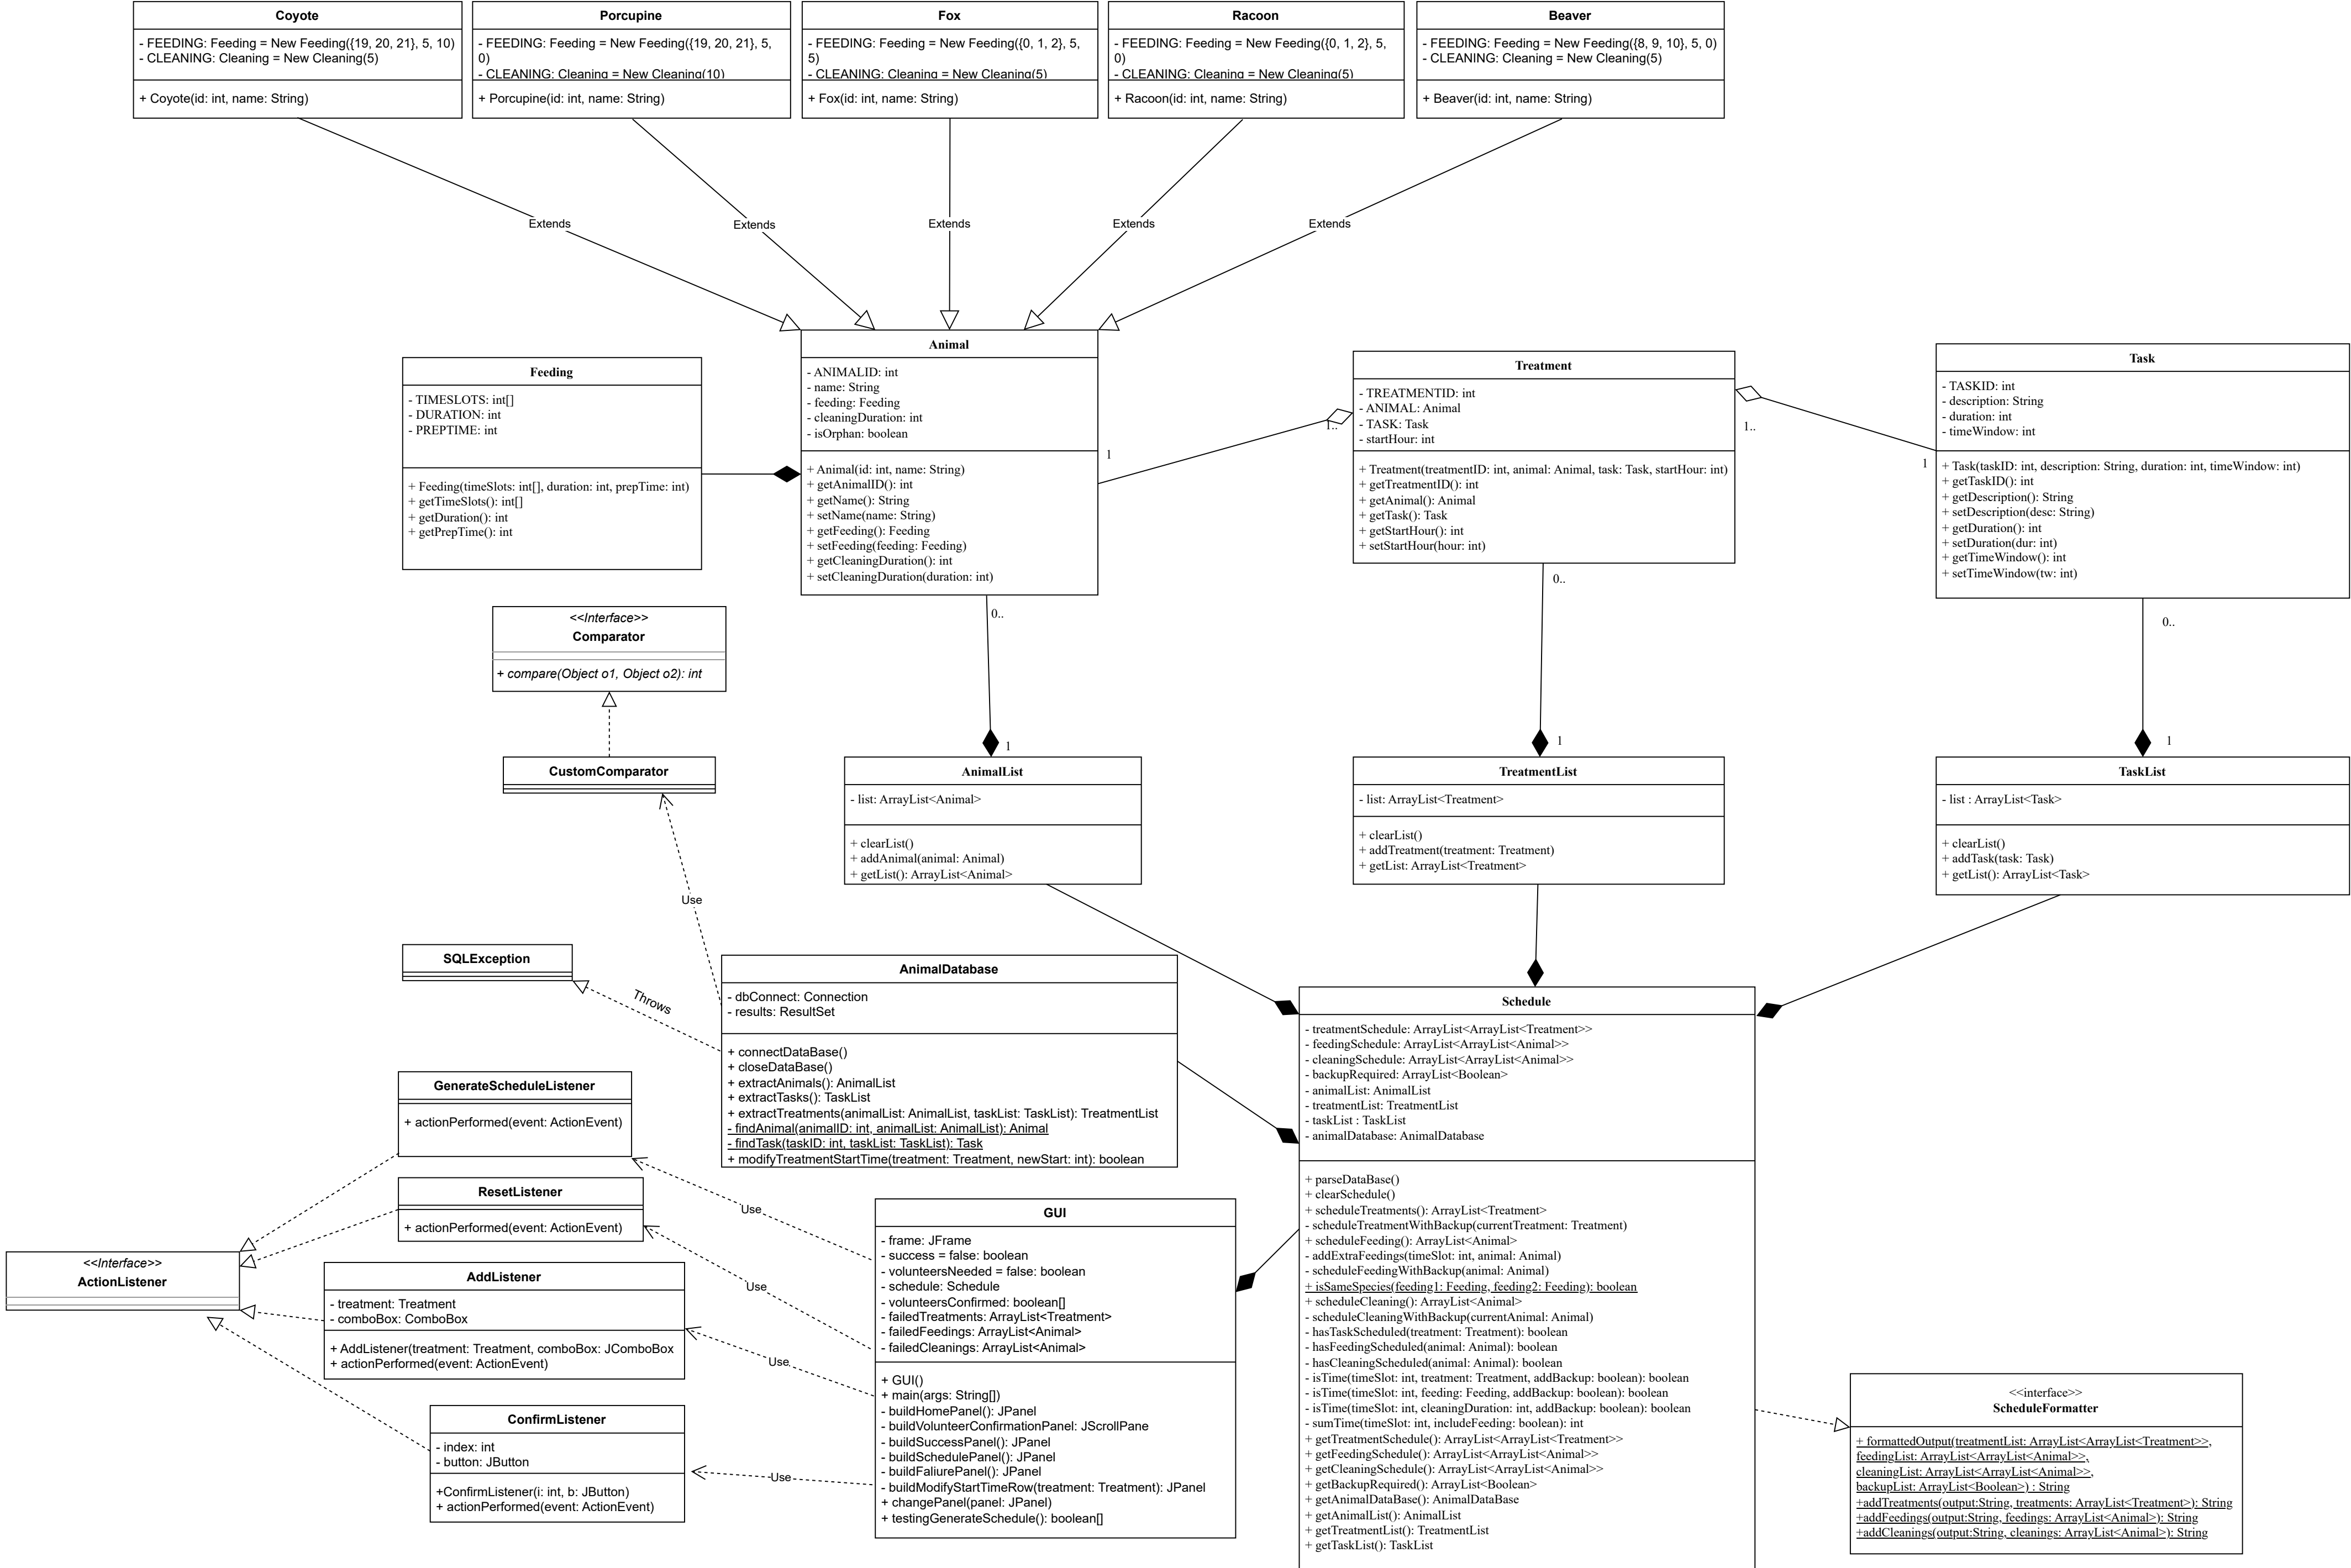 Coyote
- FEEDING: Feeding = New Feeding({19, 20, 21}, 5, 10)
- CLEANING: Cleaning = New Cleaning(5)
+ Coyote(id: int, name: String)
Porcupine
- FEEDING: Feeding = New Feeding({19, 20, 21}, 5,
0)
- CLEANING: Cleaning = New Cleaning(10)
+ Porcupine(id: int, name: String)
Fox
- FEEDING: Feeding = New Feeding({0, 1, 2}, 5,
5)
- CLEANING: Cleaning = New Cleaning(5)
+ Fox(id: int, name: String)
Racoon
- FEEDING: Feeding = New Feeding({0, 1, 2}, 5,
0)
- CLEANING: Cleaning = New Cleaning(5)
+ Racoon(id: int, name: String)
Beaver
- FEEDING: Feeding = New Feeding({8, 9, 10}, 5, 0)
- CLEANING: Cleaning = New Cleaning(5)
+ Beaver(id: int, name: String)
Extends
Extends
Extends
Extends
Extends
Feeding
- TIMESLOTS: int[]
- DURATION: int
- PREPTIME: int
+ Feeding(timeSlots: int[], duration: int, prepTime: int)
+ getTimeSlots(): int[]
+ getDuration(): int
+ getPrepTime(): int
Animal
- ANIMALID: int
- name: String
- feeding: Feeding
- cleaningDuration: int
- isOrphan: boolean
+ Animal(id: int, name: String)
+ getAnimalID(): int
+ getName(): String
+ setName(name: String)
+ getFeeding(): Feeding
+ setFeeding(feeding: Feeding)
+ getCleaningDuration(): int
+ setCleaningDuration(duration: int)
1
1..
Treatment
- TREATMENTID: int
- ANIMAL: Animal
- TASK: Task
- startHour: int
+ Treatment(treatmentID: int, animal: Animal, task: Task, startHour: int)
+ getTreatmentID(): int
+ getAnimal(): Animal
+ getTask(): Task
+ getStartHour(): int
+ setStartHour(hour: int)
1..
1
Task
- TASKID: int
- description: String
- duration: int
- timeWindow: int
+ Task(taskID: int, description: String, duration: int, timeWindow: int)
+ getTaskID(): int
+ getDescription(): String
+ setDescription(desc: String)
+ getDuration(): int
+ setDuration(dur: int)
+ getTimeWindow(): int
+ setTimeWindow(tw: int)
0..
0..
0..
1
1
1
<<Interface>>
Comparator
+ compare(Object o1, Object o2): int
CustomComparator
AnimalList
- list: ArrayList<Animal>
+ clearList()
+ addAnimal(animal: Animal)
+ getList(): ArrayList<Animal>
TreatmentList
- list: ArrayList<Treatment>
+ clearList()
+ addTreatment(treatment: Treatment)
+ getList: ArrayList<Treatment>
TaskList
- list : ArrayList<Task>
+ clearList()
+ addTask(task: Task)
+ getList(): ArrayList<Task>
Use
SQLException
Throws
AnimalDatabase
- dbConnect: Connection
- results: ResultSet
+ connectDataBase()
+ closeDataBase()
+ extractAnimals(): AnimalList
+ extractTasks(): TaskList
+ extractTreatments(animalList: AnimalList, taskList: TaskList): TreatmentList
- findAnimal(animalID: int, animalList: AnimalList): Animal
- findTask(taskID: int, taskList: TaskList): Task
+ modifyTreatmentStartTime(treatment: Treatment, newStart: int): boolean
Schedule
- treatmentSchedule: ArrayList<ArrayList<Treatment>>
- feedingSchedule: ArrayList<ArrayList<Animal>>
- cleaningSchedule: ArrayList<ArrayList<Animal>>
- backupRequired: ArrayList<Boolean>
- animalList: AnimalList
- treatmentList: TreatmentList
- taskList : TaskList
- animalDatabase: AnimalDatabase
+ parseDataBase()
+ clearSchedule()
+ scheduleTreatments(): ArrayList<Treatment>
- scheduleTreatmentWithBackup(currentTreatment: Treatment)
+ scheduleFeeding(): ArrayList<Animal>
- addExtraFeedings(timeSlot: int, animal: Animal)
- scheduleFeedingWithBackup(animal: Animal)
+ isSameSpecies(feeding1: Feeding, feeding2: Feeding): boolean
+ scheduleCleaning(): ArrayList<Animal>
- scheduleCleaningWithBackup(currentAnimal: Animal)
- hasTaskScheduled(treatment: Treatment): boolean
- hasFeedingScheduled(animal: Animal): boolean
- hasCleaningScheduled(animal: Animal): boolean
- isTime(timeSlot: int, treatment: Treatment, addBackup: boolean): boolean
- isTime(timeSlot: int, feeding: Feeding, addBackup: boolean): boolean
- isTime(timeSlot: int, cleaningDuration: int, addBackup: boolean): boolean
- sumTime(timeSlot: int, includeFeeding: boolean): int
+ getTreatmentSchedule(): ArrayList<ArrayList<Treatment>>
+ getFeedingSchedule(): ArrayList<ArrayList<Animal>>
+ getCleaningSchedule(): ArrayList<ArrayList<Animal>>
+ getBackupRequired(): ArrayList<Boolean>
+ getAnimalDataBase(): AnimalDataBase
+ getAnimalList(): AnimalList
+ getTreatmentList(): TreatmentList
+ getTaskList(): TaskList
GenerateScheduleListener
+ actionPerformed(event: ActionEvent)
ResetListener
+ actionPerformed(event: ActionEvent)
<<Interface>>
ActionListener
AddListener
- treatment: Treatment
- comboBox: ComboBox
+ AddListener(treatment: Treatment, comboBox: JComboBox
+ actionPerformed(event: ActionEvent)
ConfirmListener
- index: int
- button: JButton
+ConfirmListener(i: int, b: JButton)
+ actionPerformed(event: ActionEvent)
Use
Use
Use
Use
GUI
- frame: JFrame
- success = false: boolean
- volunteersNeeded = false: boolean
- schedule: Schedule
- volunteersConfirmed: boolean[]
- failedTreatments: ArrayList<Treatment>
- failedFeedings: ArrayList<Animal>
- failedCleanings: ArrayList<Animal>
+ GUI()
+ main(args: String[])
- buildHomePanel(): JPanel
- buildVolunteerConfirmationPanel: JScrollPane
- buildSuccessPanel(): JPanel
- buildSchedulePanel(): JPanel
- buildFaliurePanel(): JPanel
- buildModifyStartTimeRow(treatment: Treatment): JPanel
+ changePanel(panel: JPanel)
+ testingGenerateSchedule(): boolean[]
<<interface>>
ScheduleFormatter
+ formattedOutput(treatmentList: ArrayList<ArrayList<Treatment>>,
feedingList: ArrayList<ArrayList<Animal>>,
cleaningList: ArrayList<ArrayList<Animal>>,
backupList: ArrayList<Boolean>) : String
+addTreatments(output:String, treatments: ArrayList<Treatment>): String
+addFeedings(output:String, feedings: ArrayList<Animal>): String
+addCleanings(output:String, cleanings: ArrayList<Animal>): String